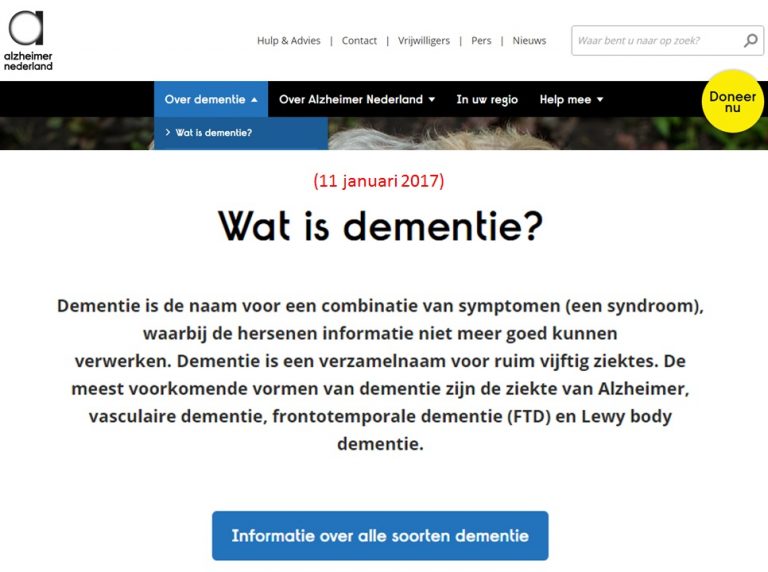 alzheimer
nederland
Hulp & Advies | Contact | Vrijwilligers | Pers | Nieuws
Waar bent u naar op zoek?
Over dementie
Over Alzheimer Nederland
In uw regio
Help mee
Doneer
nu
Wat is dementie?
(11 januari 2017)
Wat is dementie?
Dementie is de naam voor een combinatie van symptomen (een syndroom),
waarbij de hersenen informatie niet meer goed kunnen
verwerken. Dementie is een verzamelnaam voor ruim vijftig ziektes. De
meest voorkomende vormen van dementie zijn de ziekte van Alzheimer,
vasculaire dementie, frontotemporale dementie (FTD) en Lewy body
dementie.
Informatie over alle soorten dementie